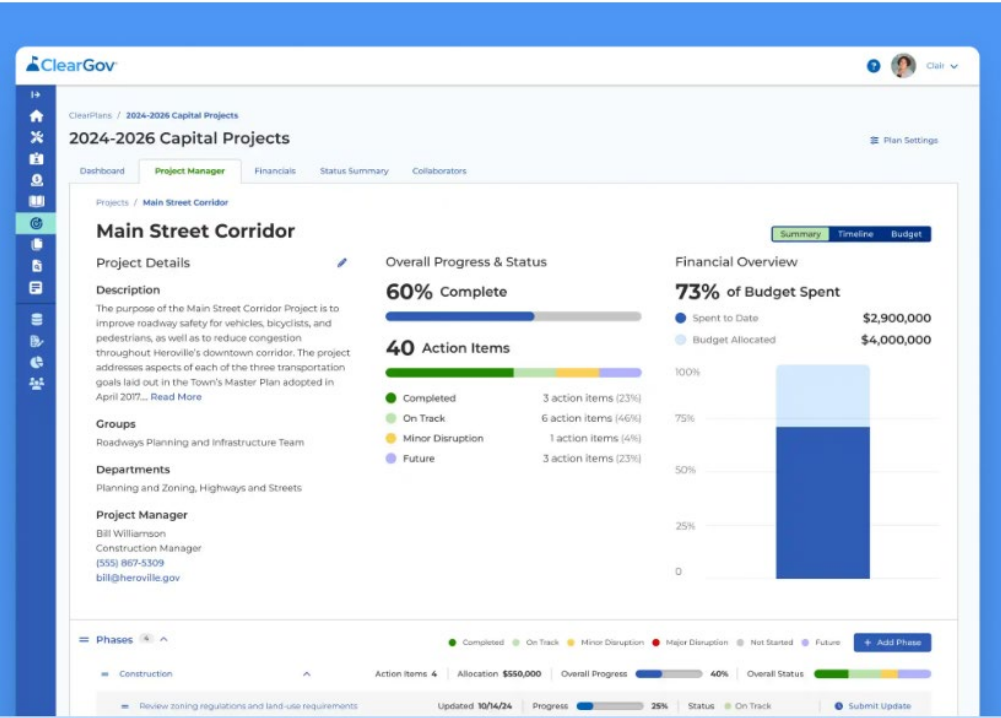 ClearGov
?
Clair
ClearPlans / 2024-2026 Capital Projects
2024-2026 Capital Projects
Plan Settings
Dashboard Project Manager Financials Status Summary Collaborators
Projects / Main Street Corridor
Main Street Corridor
Summary Timeline Budget
Project Details
Description
The purpose of the Main Street Corridor Project is to
improve roadway safety for vehicles, bicyclists, and
pedestrians, as well as to reduce congestion
throughout Heroville's downtown corridor. The project
addresses aspects of each of the three transportation
goals laid out in the Town's Master Plan adopted in
April 2017... Read More
Groups
Roadways Planning and Infrastructure Team
Departments
Planning and Zoning, Highways and Streets
Project Manager
Bill Williamson
Construction Manager
(555) 867-5309
bill@heroville.gov
Overall Progress & Status
60% Complete
40 Action Items
Completed 3 action items (23%)
On Track 6 action items (46%)
Minor Disruption 1 action items (4%)
Future 3 action items (23%)
Financial Overview
73% of Budget Spent
Spent to Date $2,900,000
Budget Allocated $4,000,000
100%
75%
50%
25%
0
Phases 4
Completed On Track Minor Disruption Major Disruption Not Started Future + Add Phase
Construction Action Items 4 Allocation $550,000 Overall Progress 40% Overall Status
Review zoning regulations and land-use requirements Updated 10/14/24 Progress 25% Status On Track Submit Update